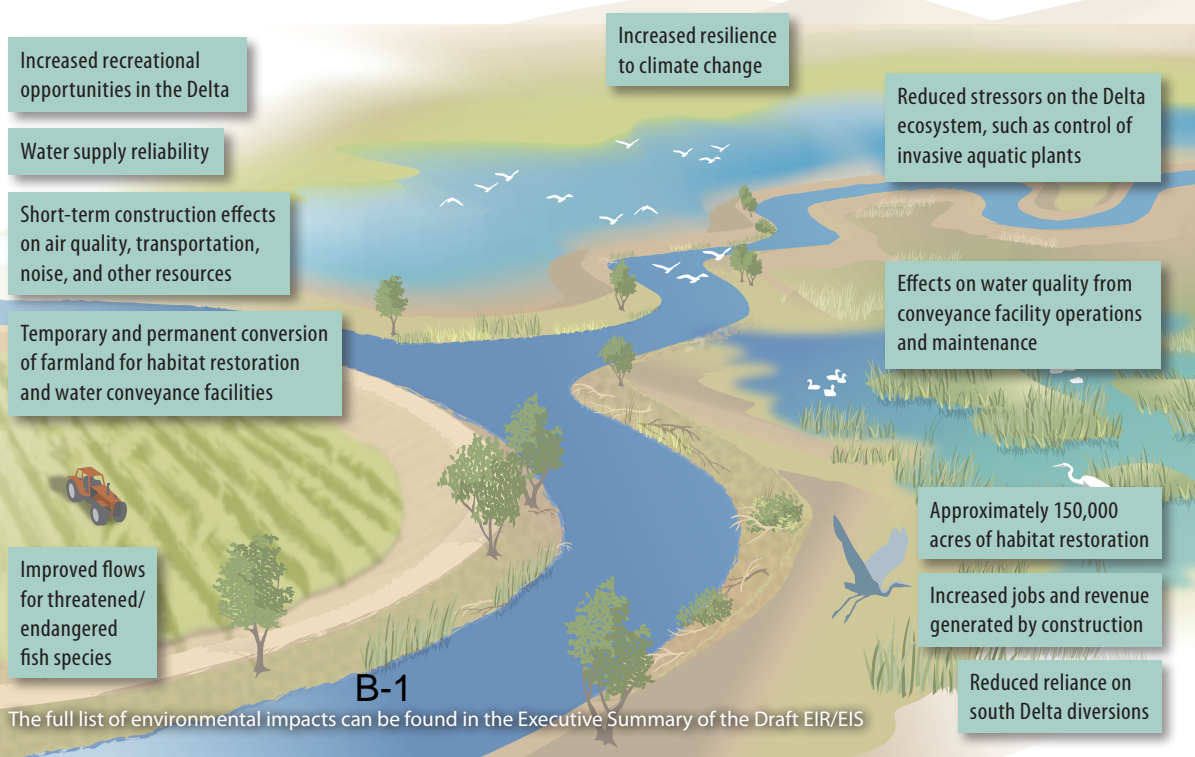 Increased recreational
opportunities in the Delta
Water supply reliability
Short-term construction effects
on air quality, transportation,
noise, and other resources
Temporary and permanent conversion
of farmland for habitat restoration
and water conveyance facilities
Improved flows
for threatened/
endangered
fish species
Increased resilience
to climate change
Reduced stressors on the Delta
ecosystem, such as control of
invasive aquatic plants
Effects on water quality from
conveyance facility operations
and maintenance
Approximately 150,000
acres of habitat restoration
Increased jobs and revenue
generated by construction
Reduced reliance on
south Delta diversions
B-1
The full list of environmental impacts can be found in the Executive Summary of the Draft EIR/EIS